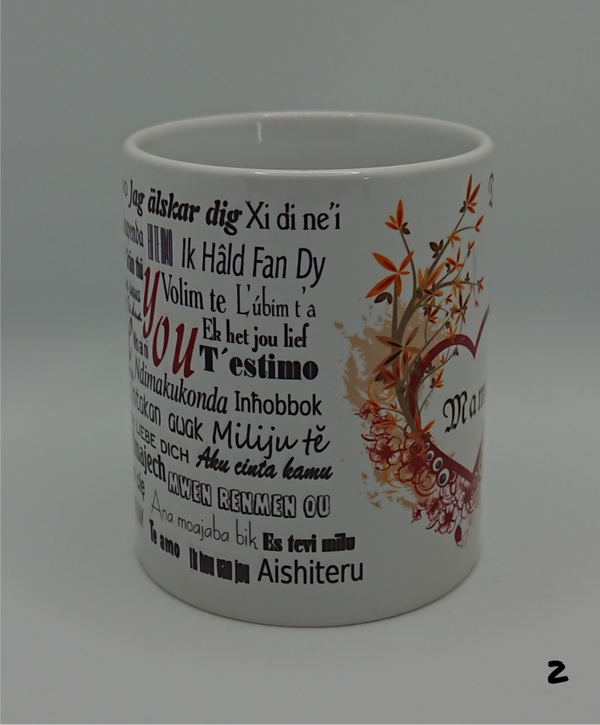 Jag älskar dig Xi di ne'i
Ik Hâld Fan Dy
you
Volim te L'úbim t'a
Ek het jou lief
T´estimo
Ndimakukonda Inħobbok
Miliju tě
LIEBE DICH Aku cinta kamu
MWEN RENMEN OU
Ana moajaba bik Es tevi mīlu
Te amo Aishiteru
Mam
2